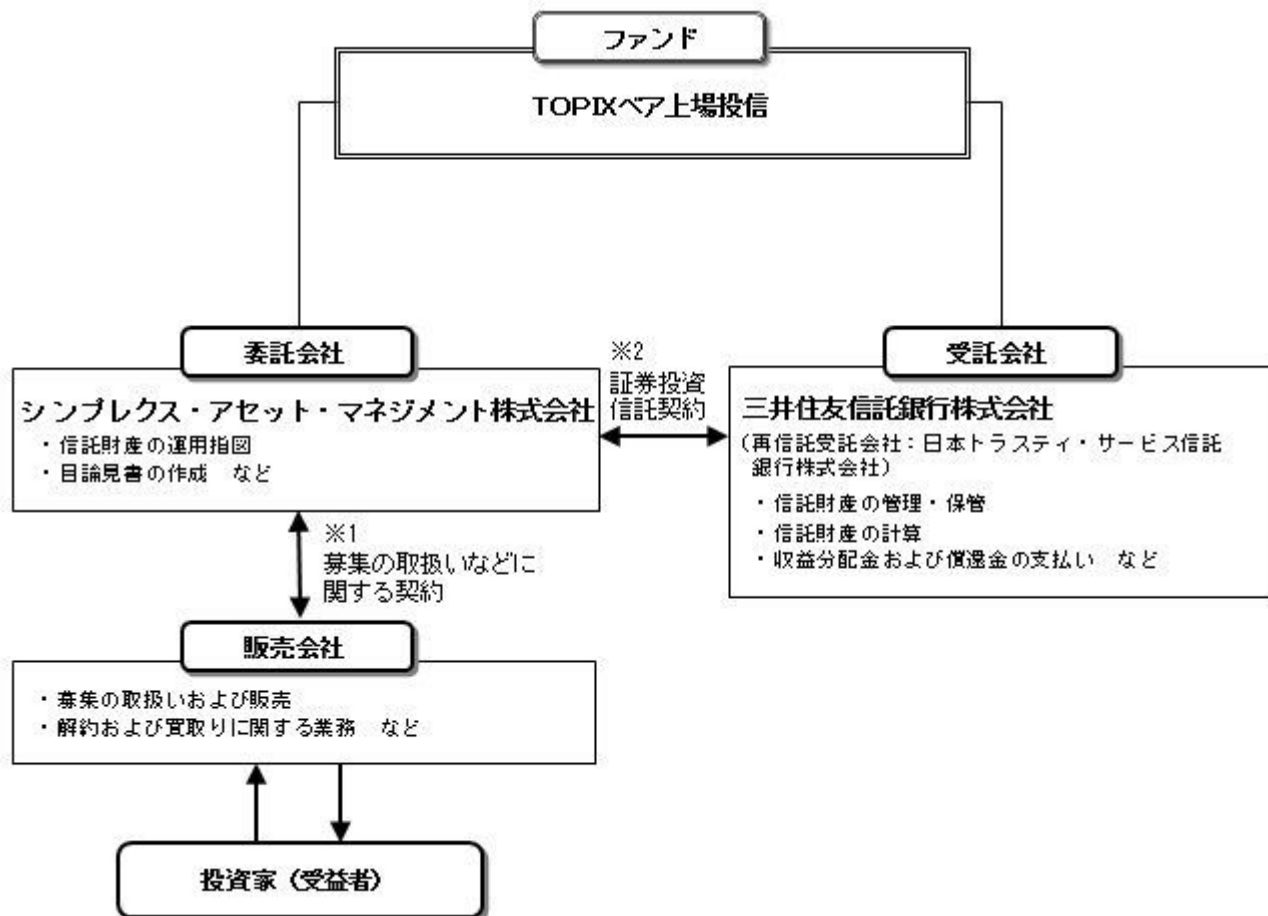 ファンド
TOPIXベア上場投信
委託会社
シンプレクス・アセット・マネジメント株式会社
・信託財産の運用指図
・目論見書の作成　など
※2
証券投資
信託契約
受託会社
三井住友信託銀行株式会社
（再信託受託会社：日本トラスティ・サービス信託
銀行株式会社）
・信託財産の管理・保管
・信託財産の計算
・収益分配金および償還金の支払い　など
※1
募集の取扱いなどに
関する契約
販売会社
・募集の取扱いおよび販売
・解約および買取りに関する業務　など
投資家（受益者）